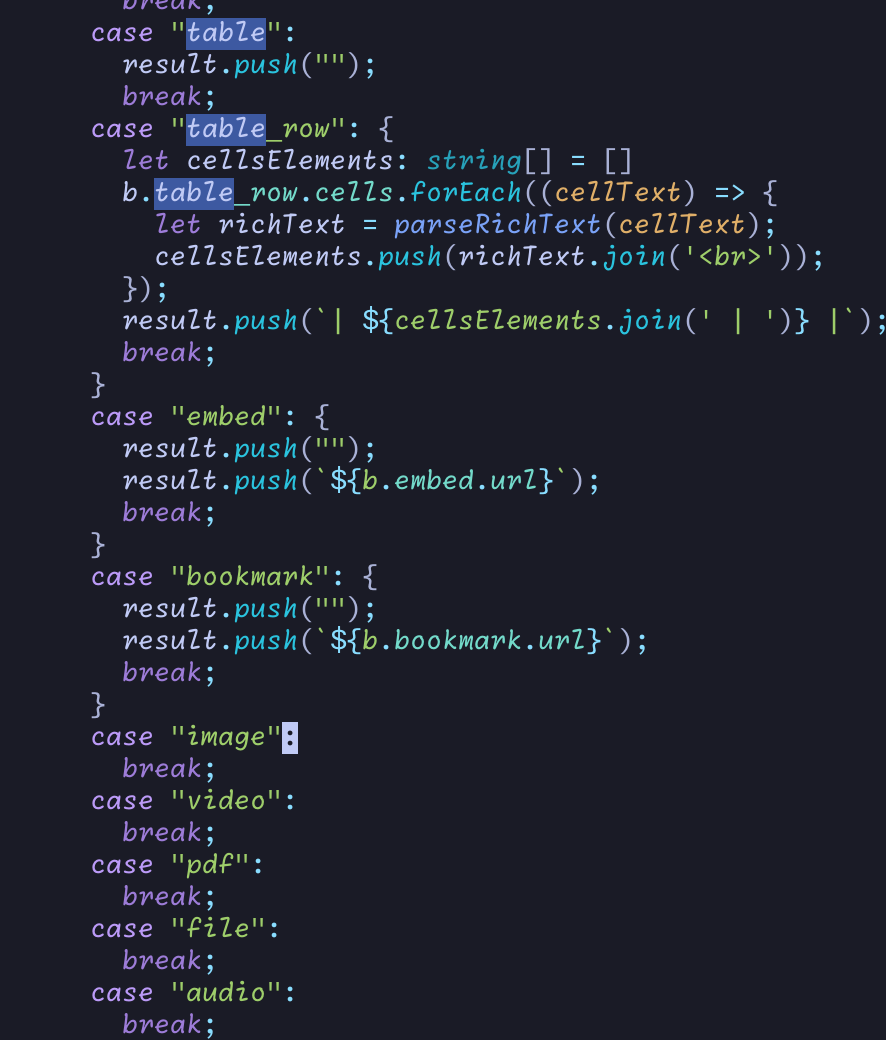 break;
case "table":
result.push("");
break;
case "table_row": {
let cellsElements: string[] = []
b.table_row.cells.forEach((cellText) => {
let richText = parseRichText(cellText);
cellsElements.push(richText.join('<br>'));
});
result.push(`| ${cellsElements.join(' | ')} |`);
break;
}
case "embed": {
result.push("");
result.push(`${b.embed.url}`);
break;
}
case "bookmark": {
result.push("");
result.push(`${b.bookmark.url}`);
break;
}
case "image":
break;
case "video":
break;
case "pdf":
break;
case "file":
break;
case "audio":
break;